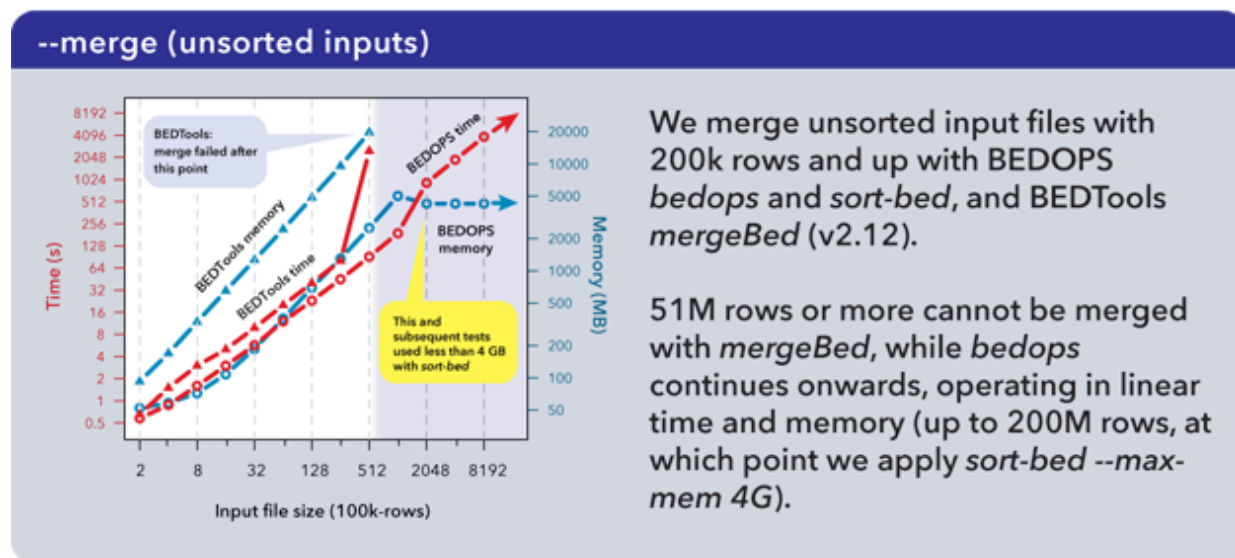 --merge (unsorted inputs)
8192
4096
2048
1024
512
256
128
64
32
16
8
4
2
1
0.5
Time (s)
BEDTools:
merge failed after
this point
BEDTools memory
BEDTools time
BEDOPS time
BEDOPS
memory
This and
subsequent tests
used less than 4 GB
with sort-bed
20000
10000
5000
2000
1000
500
200
100
50
Memory (MB)
2 8 32 128 512 2048 8192
Input file size (100k-rows)
We merge unsorted input files with
200k rows and up with BEDOPS
bedops and sort-bed, and BEDTools
mergeBed (v2.12).
51M rows or more cannot be merged
with mergeBed, while bedops
continues onwards, operating in linear
time and memory (up to 200M rows, at
which point we apply sort-bed --max-
mem 4G).